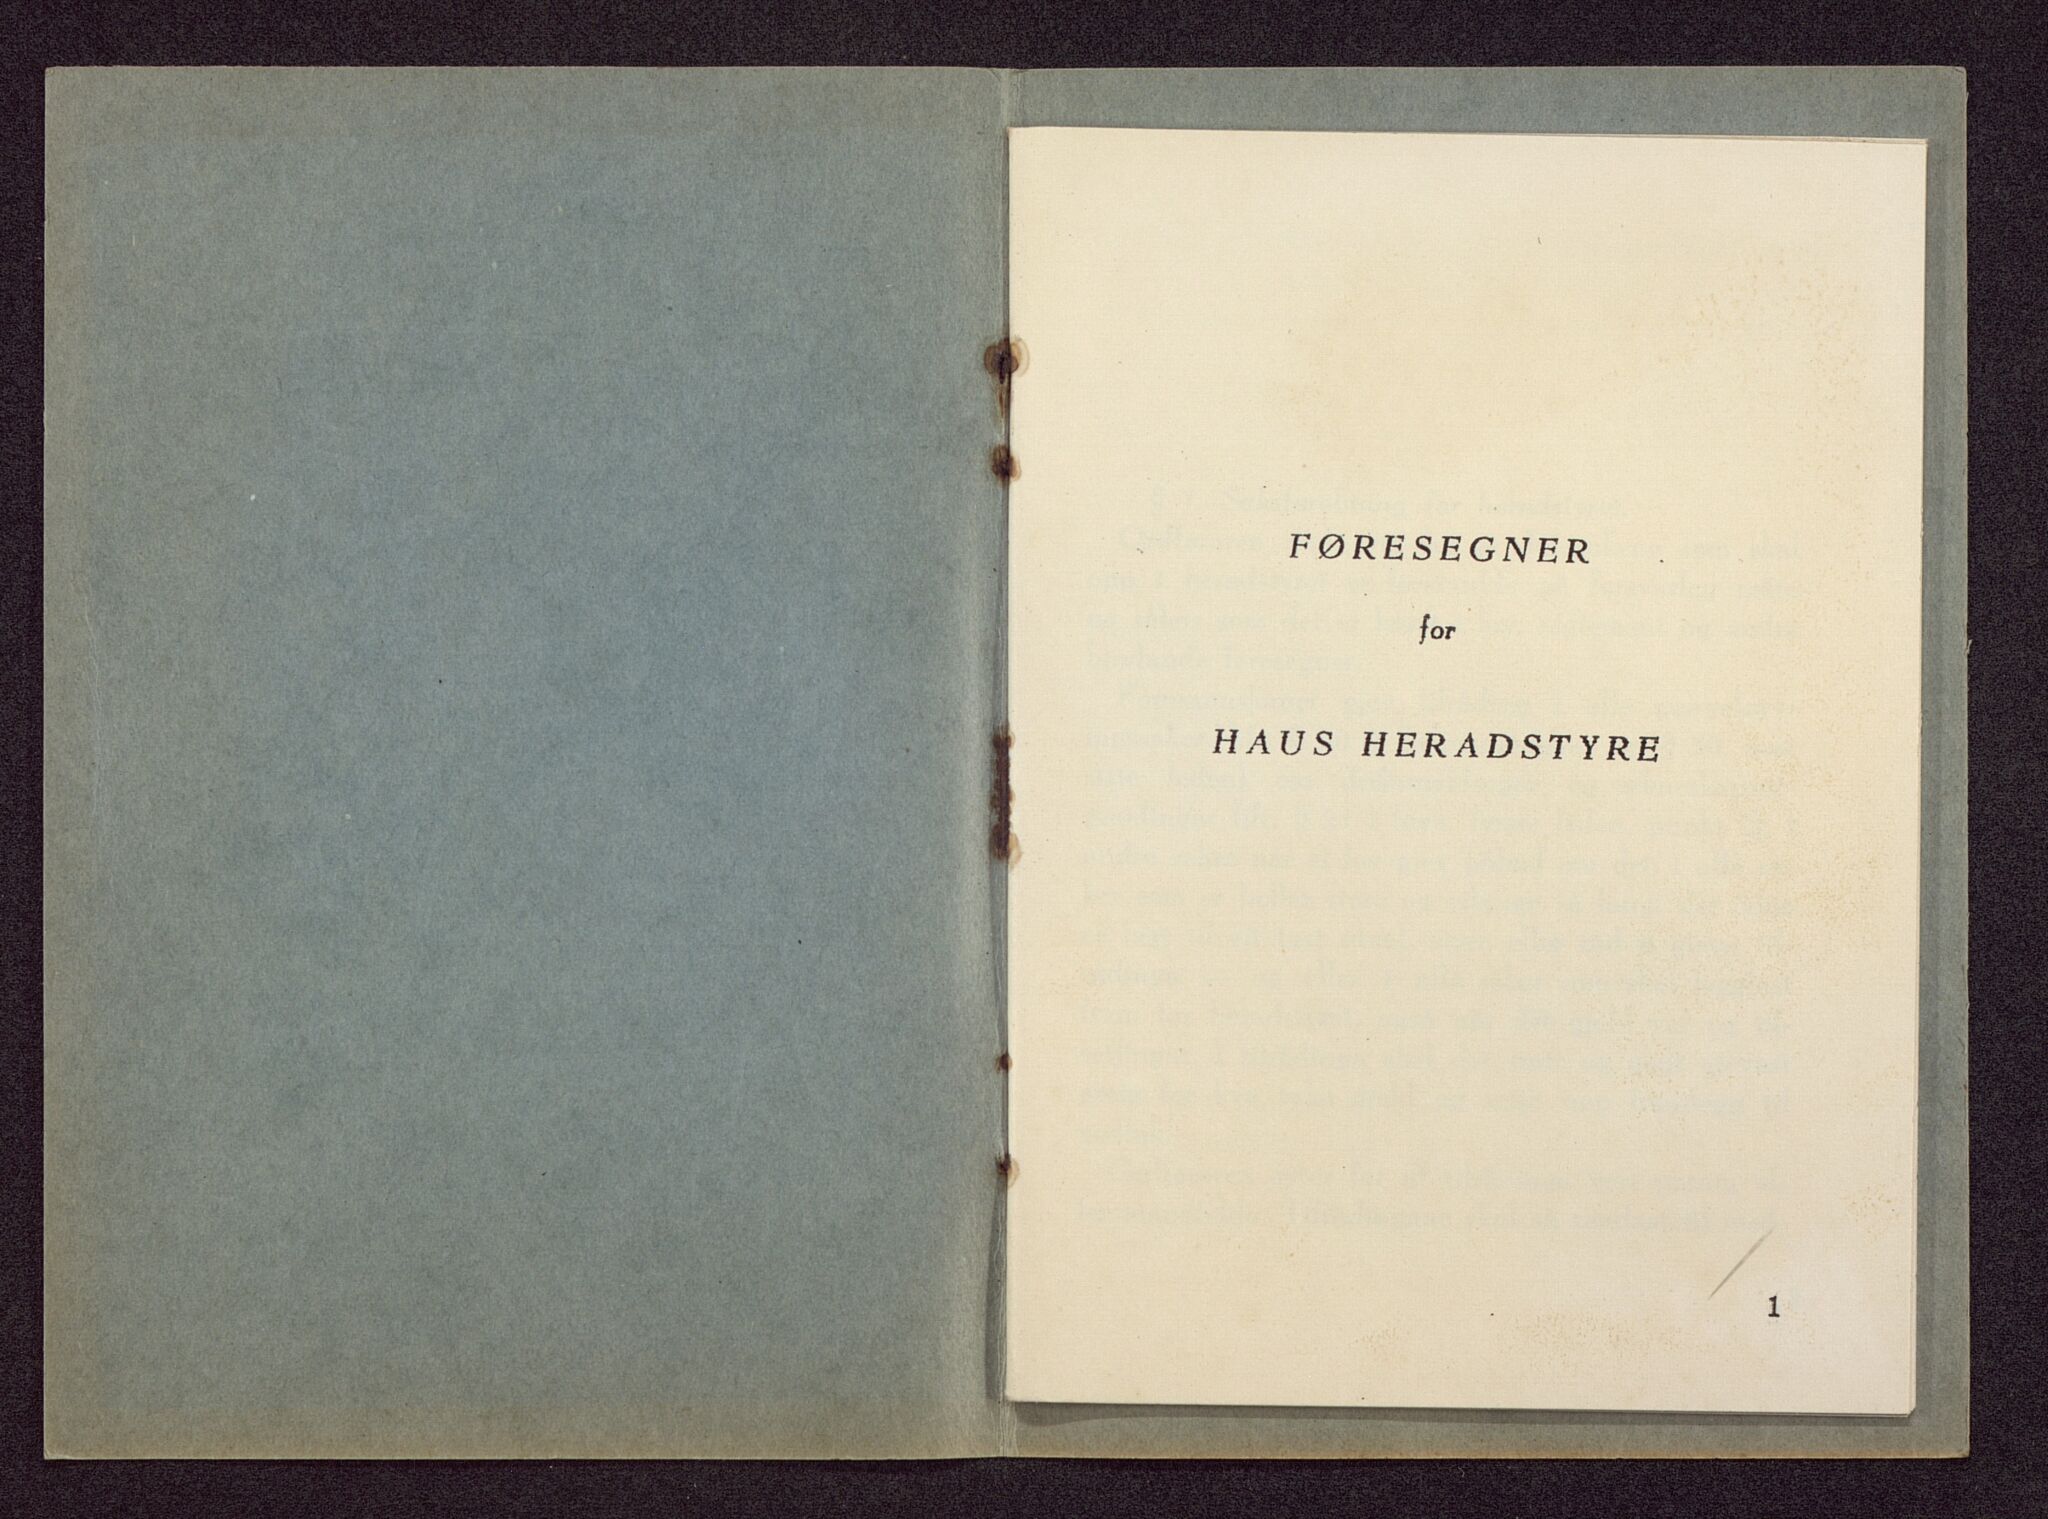 FØRESEGNER
for
HAUS HERADSTYRE
1